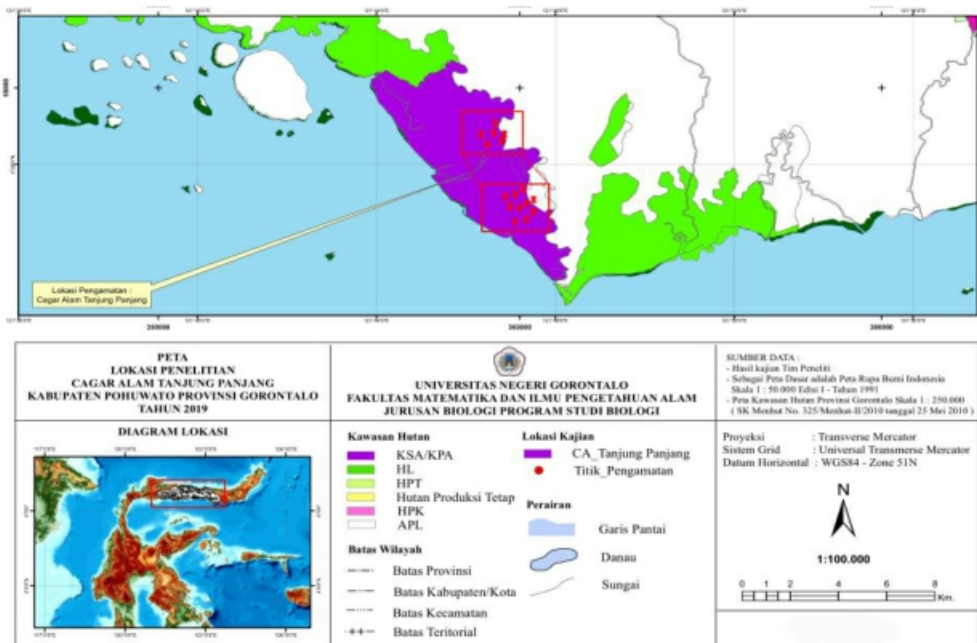 Lokasi Pengamatan :
Cagar Alam Tanjung Panjang
350000
365000
PETA
LOKASI PENELITIAN
CAGAR ALAM TANJUNG PANJANG
KABUPATEN POHUWATO PROVINSI GORONTALO
TAHUN 2019
DIAGRAM LOKASI
UNIVERSITAS NEGERI GORONTALO
FAKULTAS MATEMATIKA DAN ILMU PENGETAHUAN ALAM
JURUSAN BIOLOGI PROGRAM STUDI BIOLOGI
Kawasan Hutan
KSA/KPA
HL
HPT
Hutan Produksi Tetap
HPK
APL
Batas Wilayah
Batas Provinsi
Batas Kabupaten/Kota
Batas Kecamatan
Batas Teritorial
Lokasi Kajian
CA_Tanjung Panjang
Titik_Pengamatan
Perairan
Garis Pantai
Danau
Sungai
SUMBER DATA :
- Hasil kajian Tim Peneliti
- Sebagai Peta Dasar adalah Peta Rupa Bumi Indonesia
Skala 1 : 50.000 Edisi I - Tahun 1991
- Peta Kawasan Hutan Provinsi Gorontalo Skala 1 : 250.000
( SK Menhut No. 325/Menhut-II/2010 tanggal 25 Mei 2010 )
Proyeksi : Transverse Mercator
Sistem Grid : Universal Transmerse Mercator
Datum Horizontal : WGS84 - Zone 51N
N
1:100.000
0 1 2 4 6 8
Km.